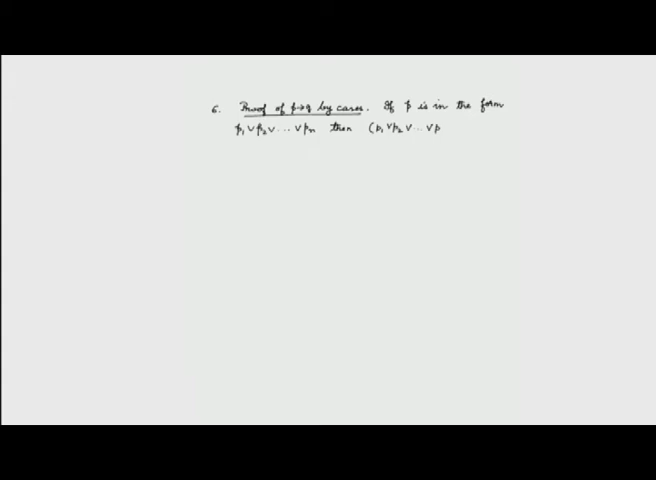 6. Proof of p→q by cases. If p is in the form
p₁ ∨ p₂ ∨ ... ∨ pₙ then (p₁ ∨ p₂ ∨ ... ∨ p